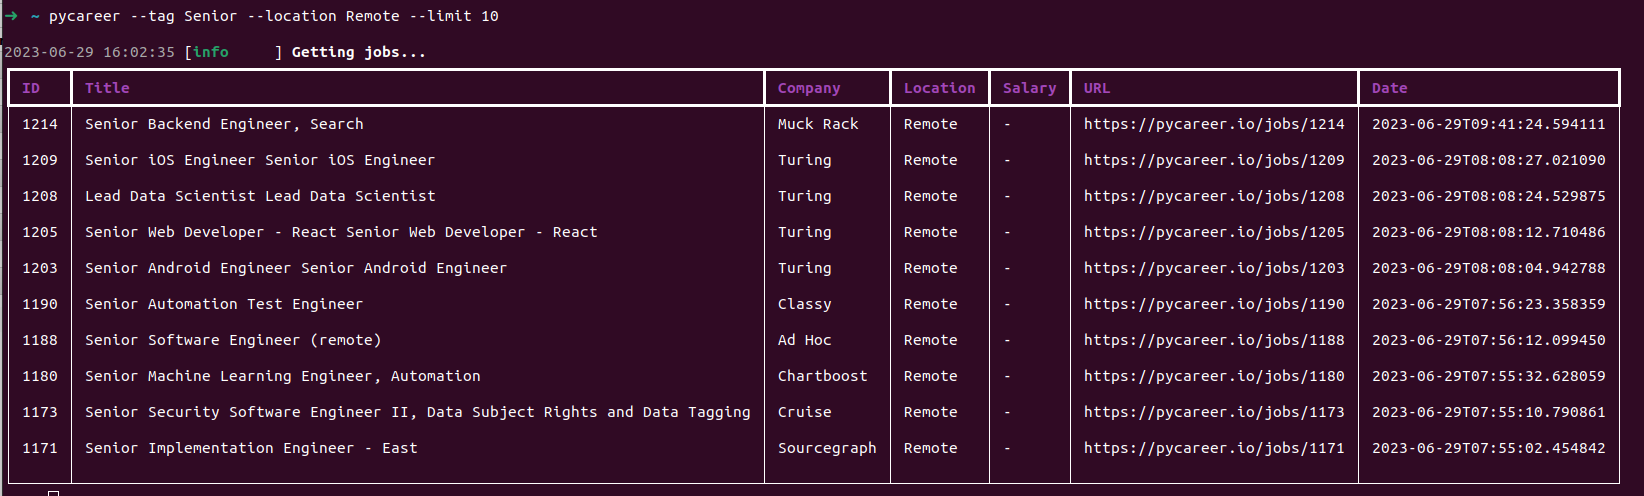 ➜ ~ pycareer --tag Senior --location Remote --limit 10
2023-06-29 16:02:35 [info     ] Getting jobs...
ID Title Company Location Salary URL Date
1214 Senior Backend Engineer, Search Muck Rack Remote - https://pycareer.io/jobs/1214 2023-06-29T09:41:24.594111
1209 Senior iOS Engineer Senior iOS Engineer Turing Remote - https://pycareer.io/jobs/1209 2023-06-29T08:08:27.021090
1208 Lead Data Scientist Lead Data Scientist Turing Remote - https://pycareer.io/jobs/1208 2023-06-29T08:08:24.529875
1205 Senior Web Developer - React Senior Web Developer - React Turing Remote - https://pycareer.io/jobs/1205 2023-06-29T08:08:12.710486
1203 Senior Android Engineer Senior Android Engineer Turing Remote - https://pycareer.io/jobs/1203 2023-06-29T08:08:04.942788
1190 Senior Automation Test Engineer Classy Remote - https://pycareer.io/jobs/1190 2023-06-29T07:56:23.358359
1188 Senior Software Engineer (remote) Ad Hoc Remote - https://pycareer.io/jobs/1188 2023-06-29T07:56:12.099450
1180 Senior Machine Learning Engineer, Automation Chartboost Remote - https://pycareer.io/jobs/1180 2023-06-29T07:55:32.628059
1173 Senior Security Software Engineer II, Data Subject Rights and Data Tagging Cruise Remote - https://pycareer.io/jobs/1173 2023-06-29T07:55:10.790861
1171 Senior Implementation Engineer - East Sourcegraph Remote - https://pycareer.io/jobs/1171 2023-06-29T07:55:02.454842